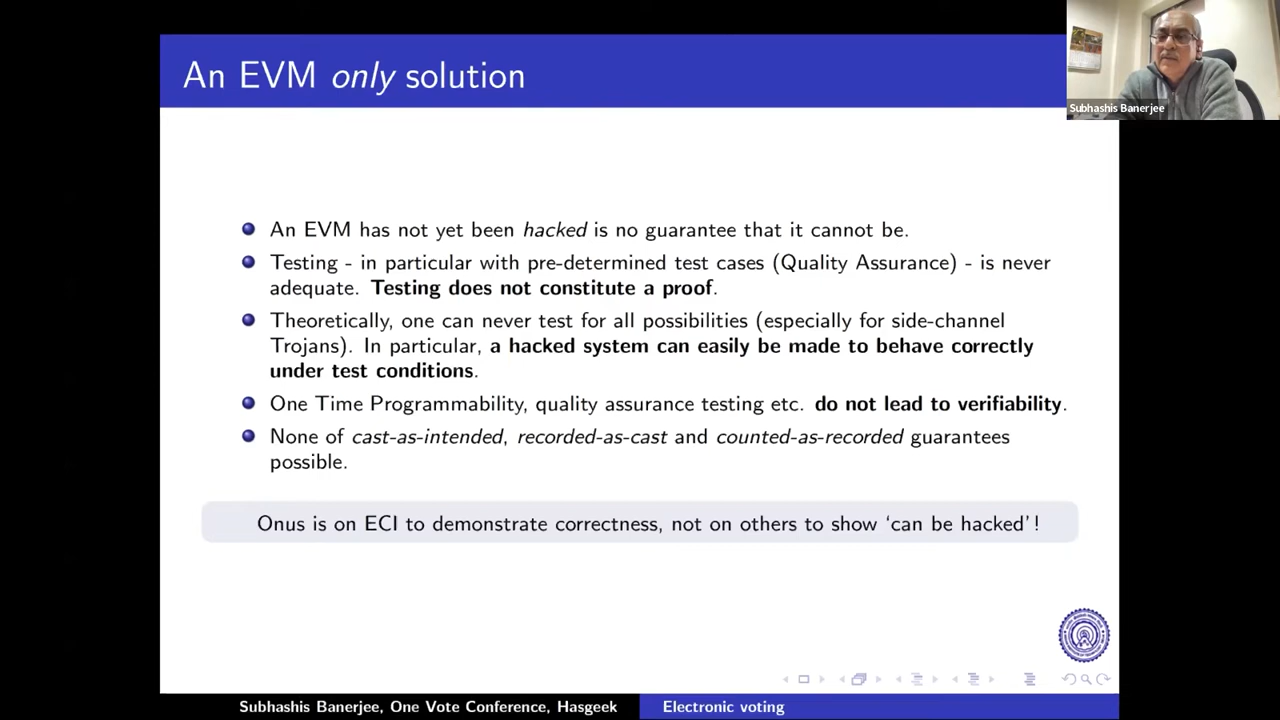 An EVM only solution
Subhashis Banerjee
An EVM has not yet been hacked is no guarantee that it cannot be.
Testing - in particular with pre-determined test cases (Quality Assurance) - is never
adequate. Testing does not constitute a proof.
Theoretically, one can never test for all possibilities (especially for side-channel
Trojans). In particular, a hacked system can easily be made to behave correctly
under test conditions.
One Time Programmability, quality assurance testing etc. do not lead to verifiability.
None of cast-as-intended, recorded-as-cast and counted-as-recorded guarantees
possible.
Onus is on ECI to demonstrate correctness, not on others to show ‘can be hacked’!
Subhashis Banerjee, One Vote Conference, Hasgeek
Electronic voting